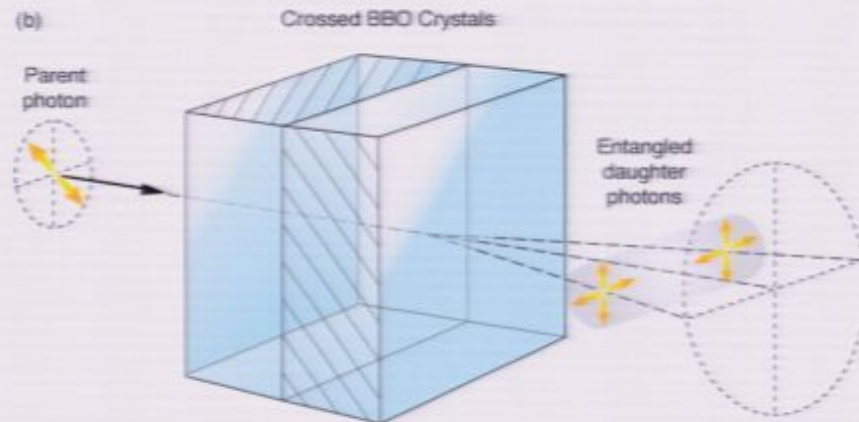 (b)
Crossed BBO Crystals
Parent
photon
Entangled
daughter
photons